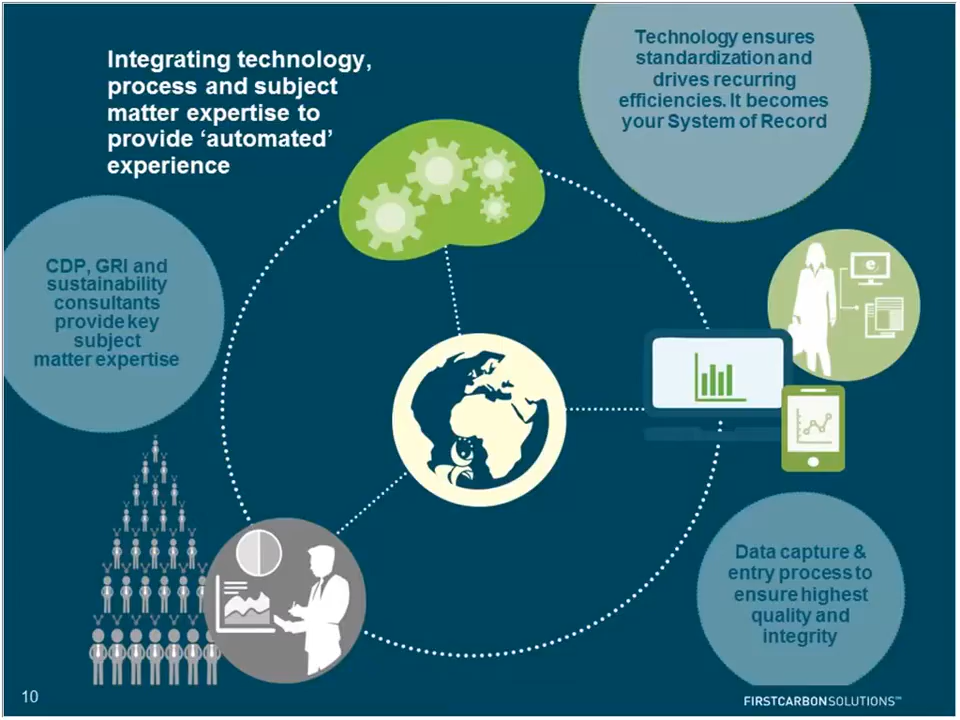 Integrating technology,
process and subject
matter expertise to
provide ‘automated’
experience
Technology ensures
standardization and
drives recurring
efficiencies. It becomes
your System of Record
CDP, GRI and
sustainability
consultants
provide key
subject
matter expertise
e
Data capture &
entry process to
ensure highest
quality and
integrity
10
FIRSTCARBONSOLUTIONS™